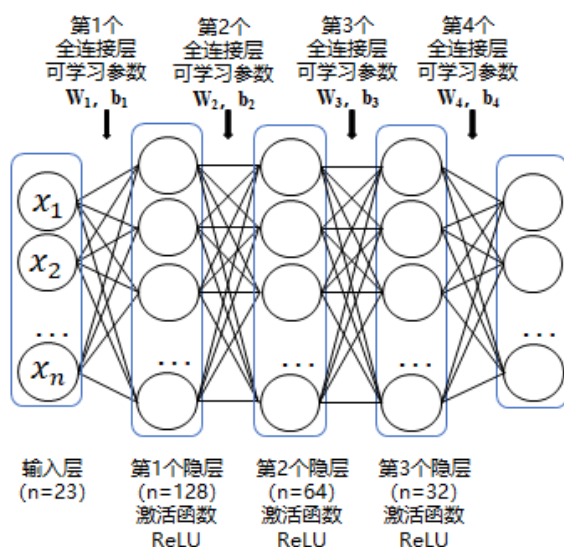 第1个
全连接层
可学习参数
W₁, b₁
第2个
全连接层
可学习参数
W₂, b₂
第3个
全连接层
可学习参数
W₃, b₃
第4个
全连接层
可学习参数
W₄, b₄
x₁
x₂
...
xₙ
...
...
...
...
输入层
(n=23)
第1个隐层
(n=128)
激活函数
ReLU
第2个隐层
(n=64)
激活函数
ReLU
第3个隐层
(n=32)
激活函数
ReLU